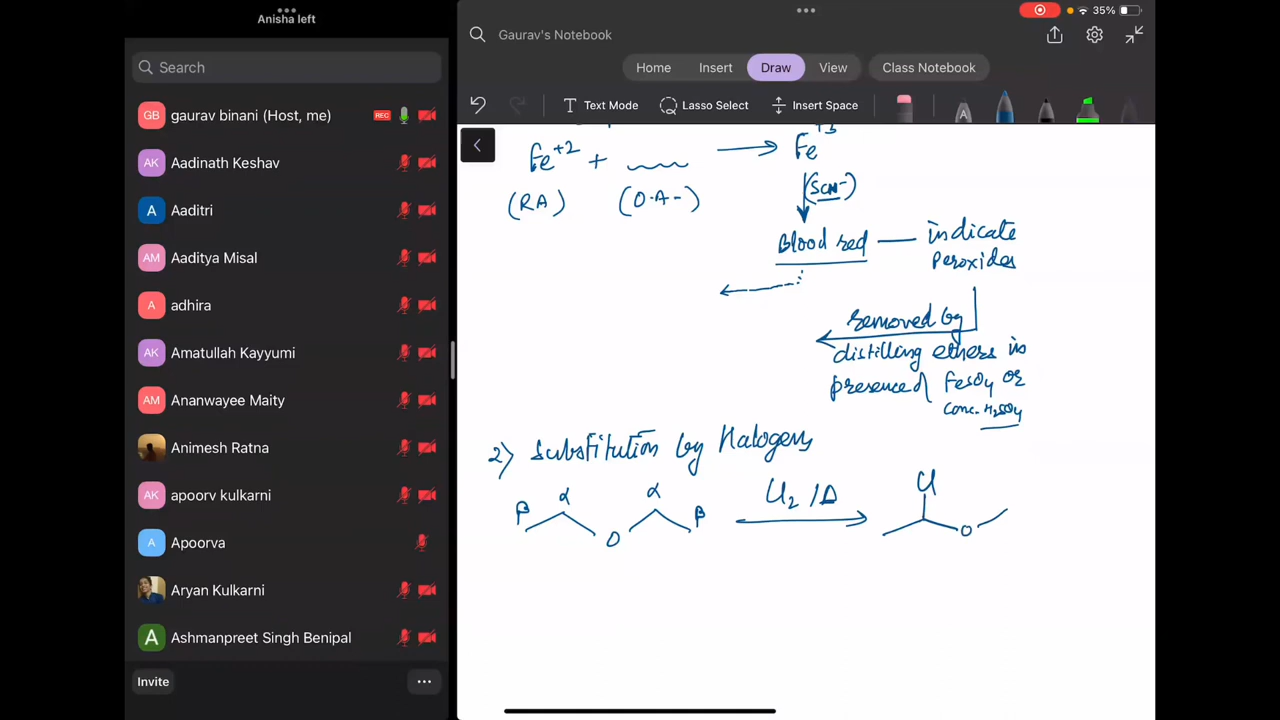 Anisha left
Search
GB gaurav binani (Host, me) REC
AK Aadinath Keshav
A Aaditri
AM Aaditya Misal
A adhira
AK Amatullah Kayyumi
AM Ananwayee Maity
Animesh Ratna
AK apoorv kulkarni
A Apoorva
Aryan Kulkarni
A Ashmanpreet Singh Benipal
Invite
35%
Gaurav's Notebook
Home Insert Draw View Class Notebook
Text Mode Lasso Select Insert Space
Fe+2 + → Fe+3
(RA) (O.A-)
(SCN-)
Blood red — indicate
Peroxides
removed by
distilling ethers in
presence of FeSO4 or
conc. H2SO4
2) Substitution by Halogens
β α O α β Cl2 /Δ → Cl O